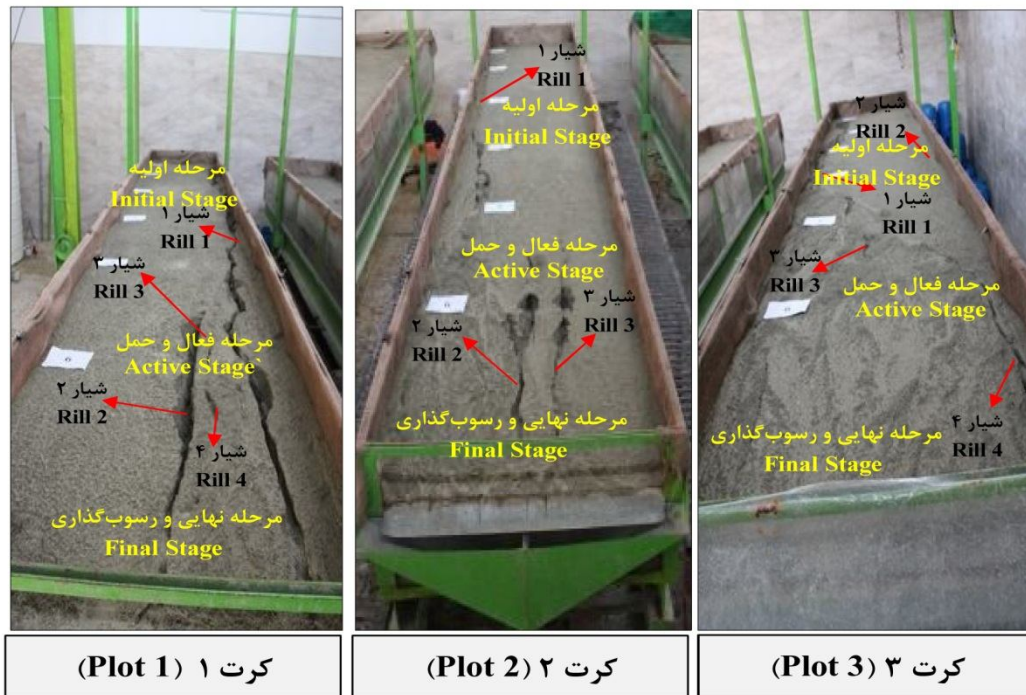 مرحله اولیه
Initial Stage
شیار ۱
Rill 1
شیار ۳
Rill 3
مرحله فعال و حمل
Active Stage`
شیار ۲
Rill 2
شیار ۴
Rill 4
مرحله نهایی و رسوب‌گذاری
Final Stage
کرت ۱ (Plot 1)
شیار ۱
Rill 1
مرحله اولیه
Initial Stage
مرحله فعال و حمل
Active Stage
شیار ۲
Rill 2
شیار ۳
Rill 3
مرحله نهایی و رسوب‌گذاری
Final Stage
کرت ۲ (Plot 2)
شیار ۲
Rill 2
مرحله اولیه
Initial Stage
شیار ۱
Rill 1
شیار ۳
Rill 3
مرحله فعال و حمل
Active Stage
شیار ۴
Rill 4
مرحله نهایی و رسوب‌گذاری
Final Stage
کرت ۳ (Plot 3)